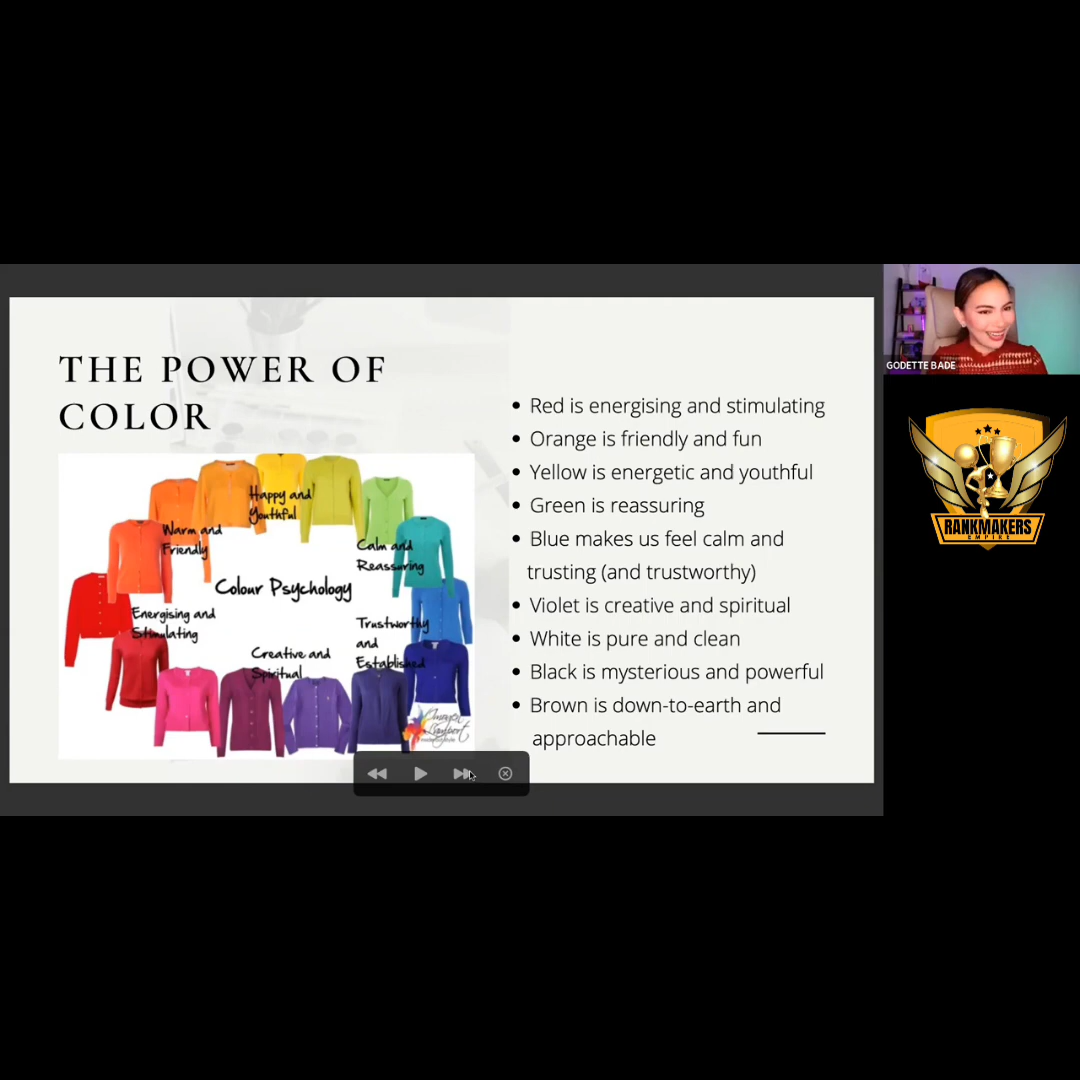 THE POWER OF
COLOR
Happy and
Youthful
Warm and
Friendly
Calm and
Reassuring
Colour Psychology
Energising and
Stimulating
Trustworthy
and
Established
Creative and
Spiritual
Imogen
Lamport
Red is energising and stimulating
Orange is friendly and fun
Yellow is energetic and youthful
Green is reassuring
Blue makes us feel calm and
trusting (and trustworthy)
Violet is creative and spiritual
White is pure and clean
Black is mysterious and powerful
Brown is down-to-earth and
approachable
GODETTE BADE
RANKMAKERS
EMPIRE